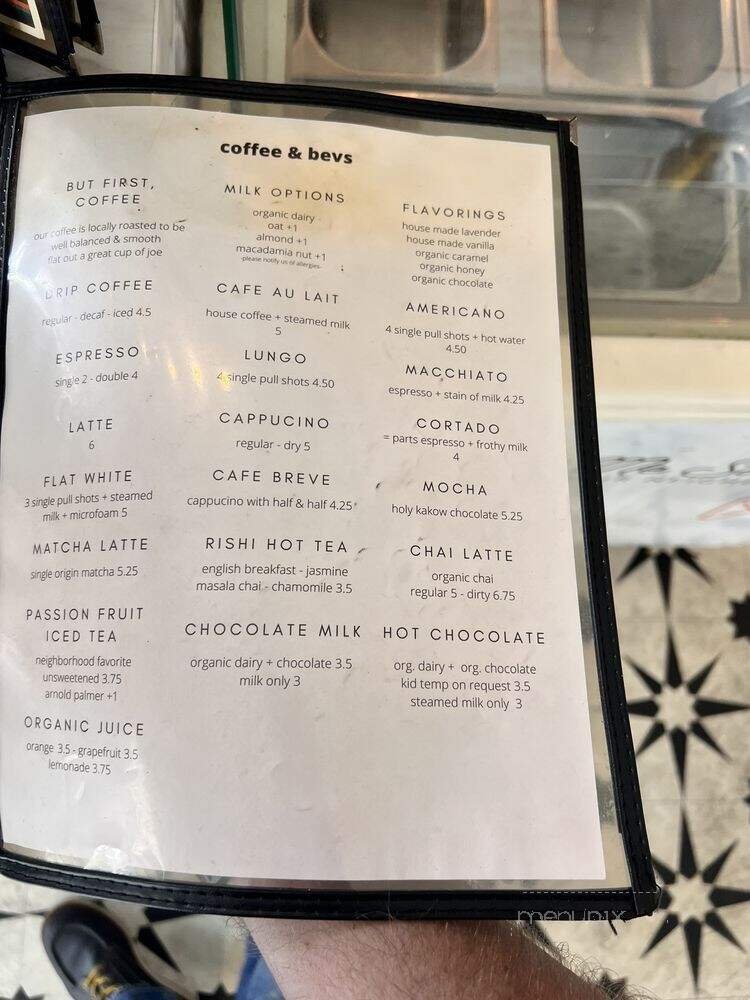 coffee & bevs
BUT FIRST,
COFFEE
our coffee is locally roasted to be
well balanced & smooth
flat out a great cup of joe
DRIP COFFEE
regular - decaf - iced 4.5
ESPRESSO
single 2 - double 4
LATTE
6
FLAT WHITE
3 single pull shots + steamed
milk + microfoam 5
MATCHA LATTE
single origin matcha 5.25
PASSION FRUIT
ICED TEA
neighborhood favorite
unsweetened 3.75
arnold palmer +1
ORGANIC JUICE
orange 3.5 - grapefruit 3.5
lemonade 3.75
MILK OPTIONS
organic dairy
oat +1
almond +1
macadamia nut +1
-please notify us of allergies-
CAFE AU LAIT
house coffee + steamed milk
5
LUNGO
4 single pull shots 4.50
CAPPUCINO
regular - dry 5
CAFE BREVE
cappucino with half & half 4.25
RISHI HOT TEA
english breakfast - jasmine
masala chai - chamomile 3.5
CHOCOLATE MILK
organic dairy + chocolate 3.5
milk only 3
FLAVORINGS
house made lavender
house made vanilla
organic caramel
organic honey
organic chocolate
AMERICANO
4 single pull shots + hot water
4.50
MACCHIATO
espresso + stain of milk 4.25
CORTADO
= parts espresso + frothy milk
4
MOCHA
holy kakow chocolate 5.25
CHAI LATTE
organic chai
regular 5 - dirty 6.75
HOT CHOCOLATE
org. dairy + org. chocolate
kid temp on request 3.5
steamed milk only 3
menupix